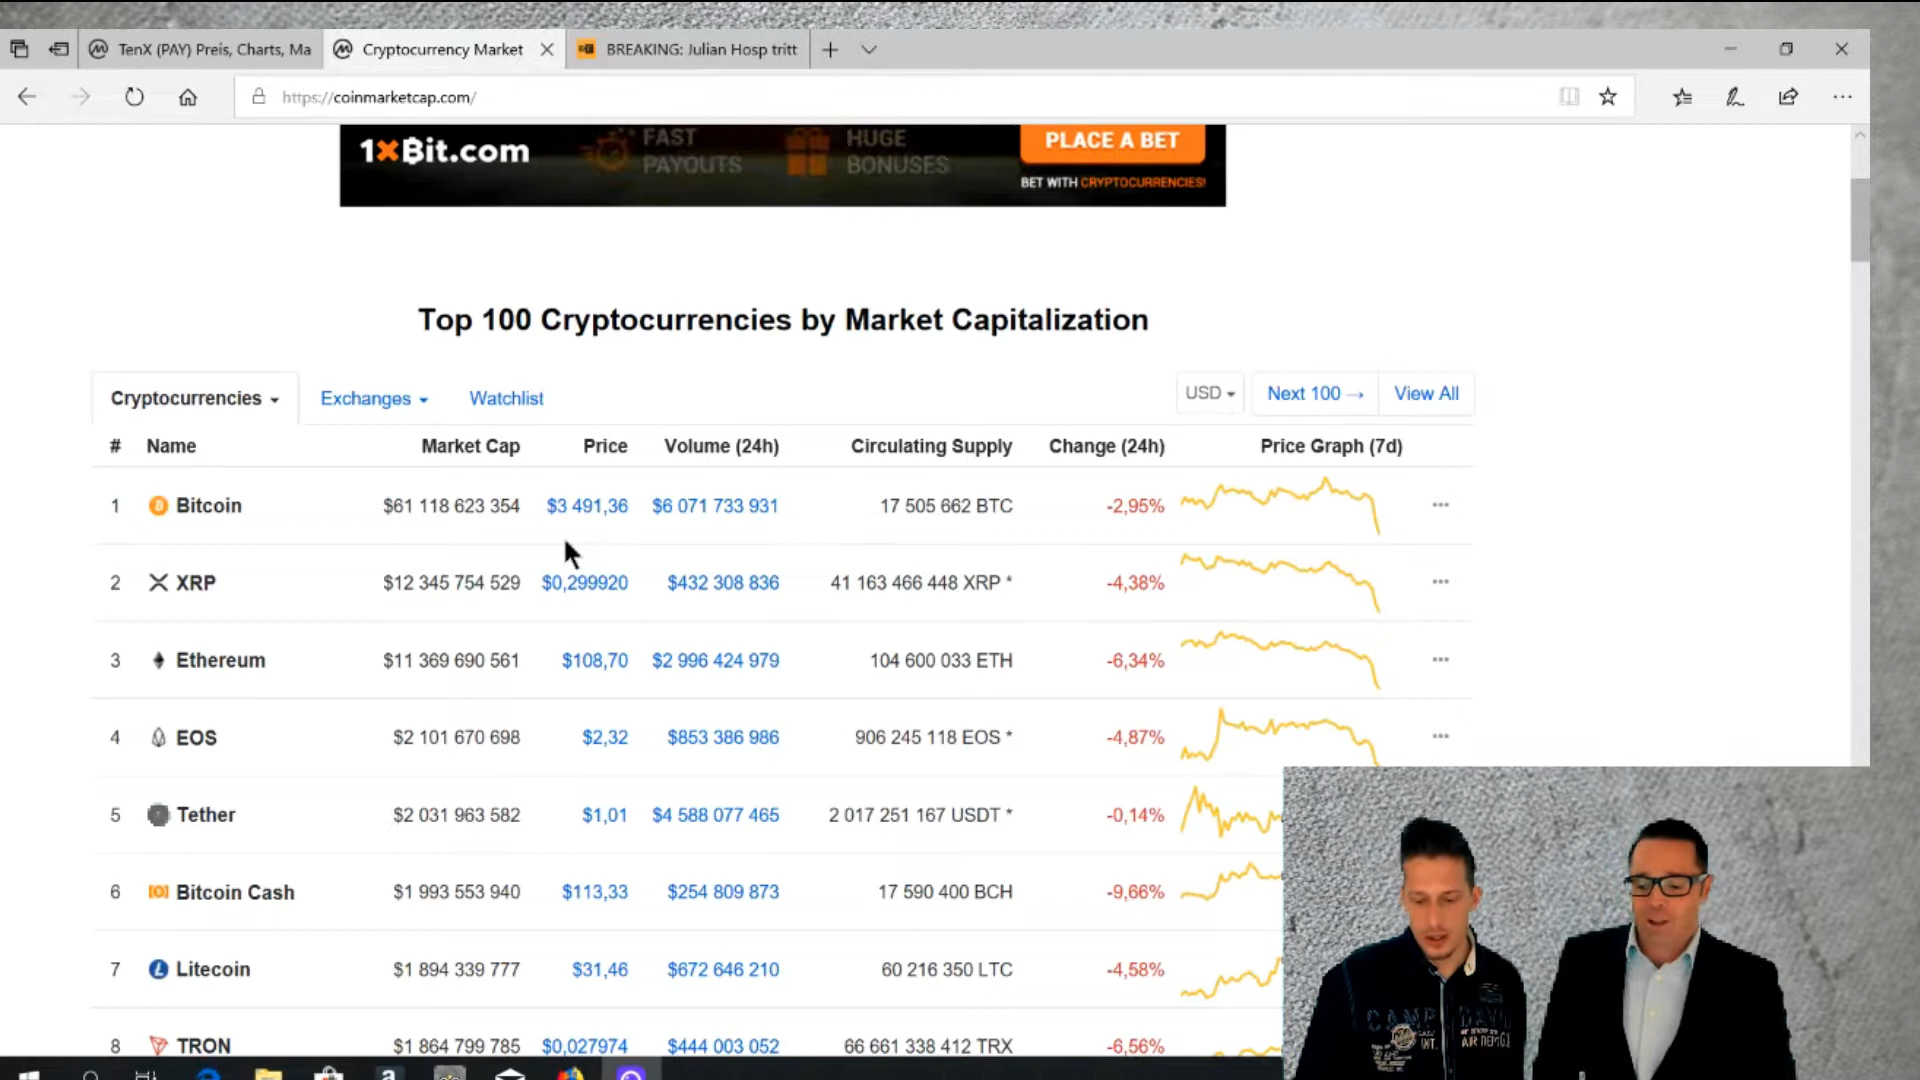 TenX (PAY) Preis, Charts, Ma
Cryptocurrency Market
BREAKING: Julian Hosp tritt
https://coinmarketcap.com/
1xBit.com
FAST PAYOUTS
HUGE BONUSES
PLACE A BET
BET WITH CRYPTOCURRENCIES!
Top 100 Cryptocurrencies by Market Capitalization
Cryptocurrencies Exchanges Watchlist USD Next 100 → View All
# Name Market Cap Price Volume (24h) Circulating Supply Change (24h) Price Graph (7d)
1 Bitcoin $61 118 623 354 $3 491,36 $6 071 733 931 17 505 662 BTC -2,95%
2 XRP $12 345 754 529 $0,299920 $432 308 836 41 163 466 448 XRP * -4,38%
3 Ethereum $11 369 690 561 $108,70 $2 996 424 979 104 600 033 ETH -6,34%
4 EOS $2 101 670 698 $2,32 $853 386 986 906 245 118 EOS * -4,87%
5 Tether $2 031 963 582 $1,01 $4 588 077 465 2 017 251 167 USDT * -0,14%
6 Bitcoin Cash $1 993 553 940 $113,33 $254 809 873 17 590 400 BCH -9,66%
7 Litecoin $1 894 339 777 $31,46 $672 646 210 60 216 350 LTC -4,58%
8 TRON $1 864 799 785 $0,027974 $444 003 052 66 661 338 412 TRX -6,56%
CAMP DAVID
INT.